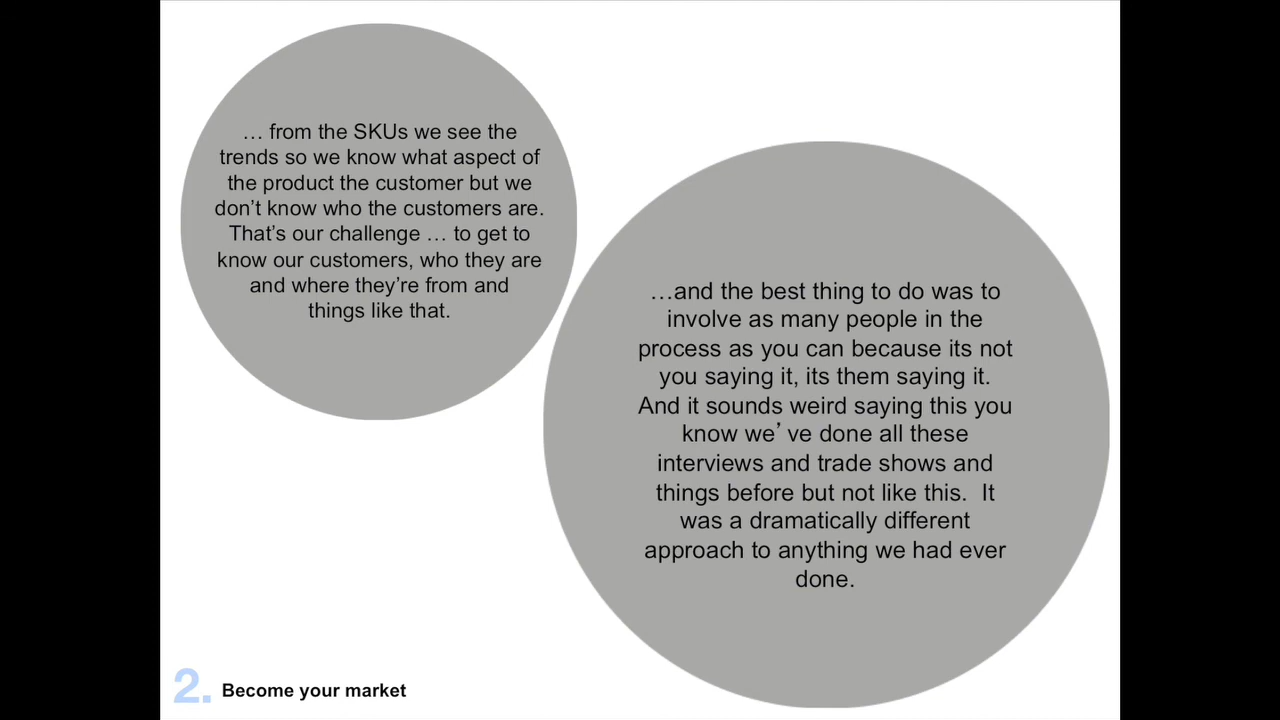 … from the SKUs we see the
trends so we know what aspect of
the product the customer but we
don’t know who the customers are.
That’s our challenge … to get to
know our customers, who they are
and where they’re from and
things like that.
…and the best thing to do was to
involve as many people in the
process as you can because its not
you saying it, its them saying it.
And it sounds weird saying this you
know we’ ve done all these
interviews and trade shows and
things before but not like this.  It
was a dramatically different
approach to anything we had ever
done.
2. Become your market